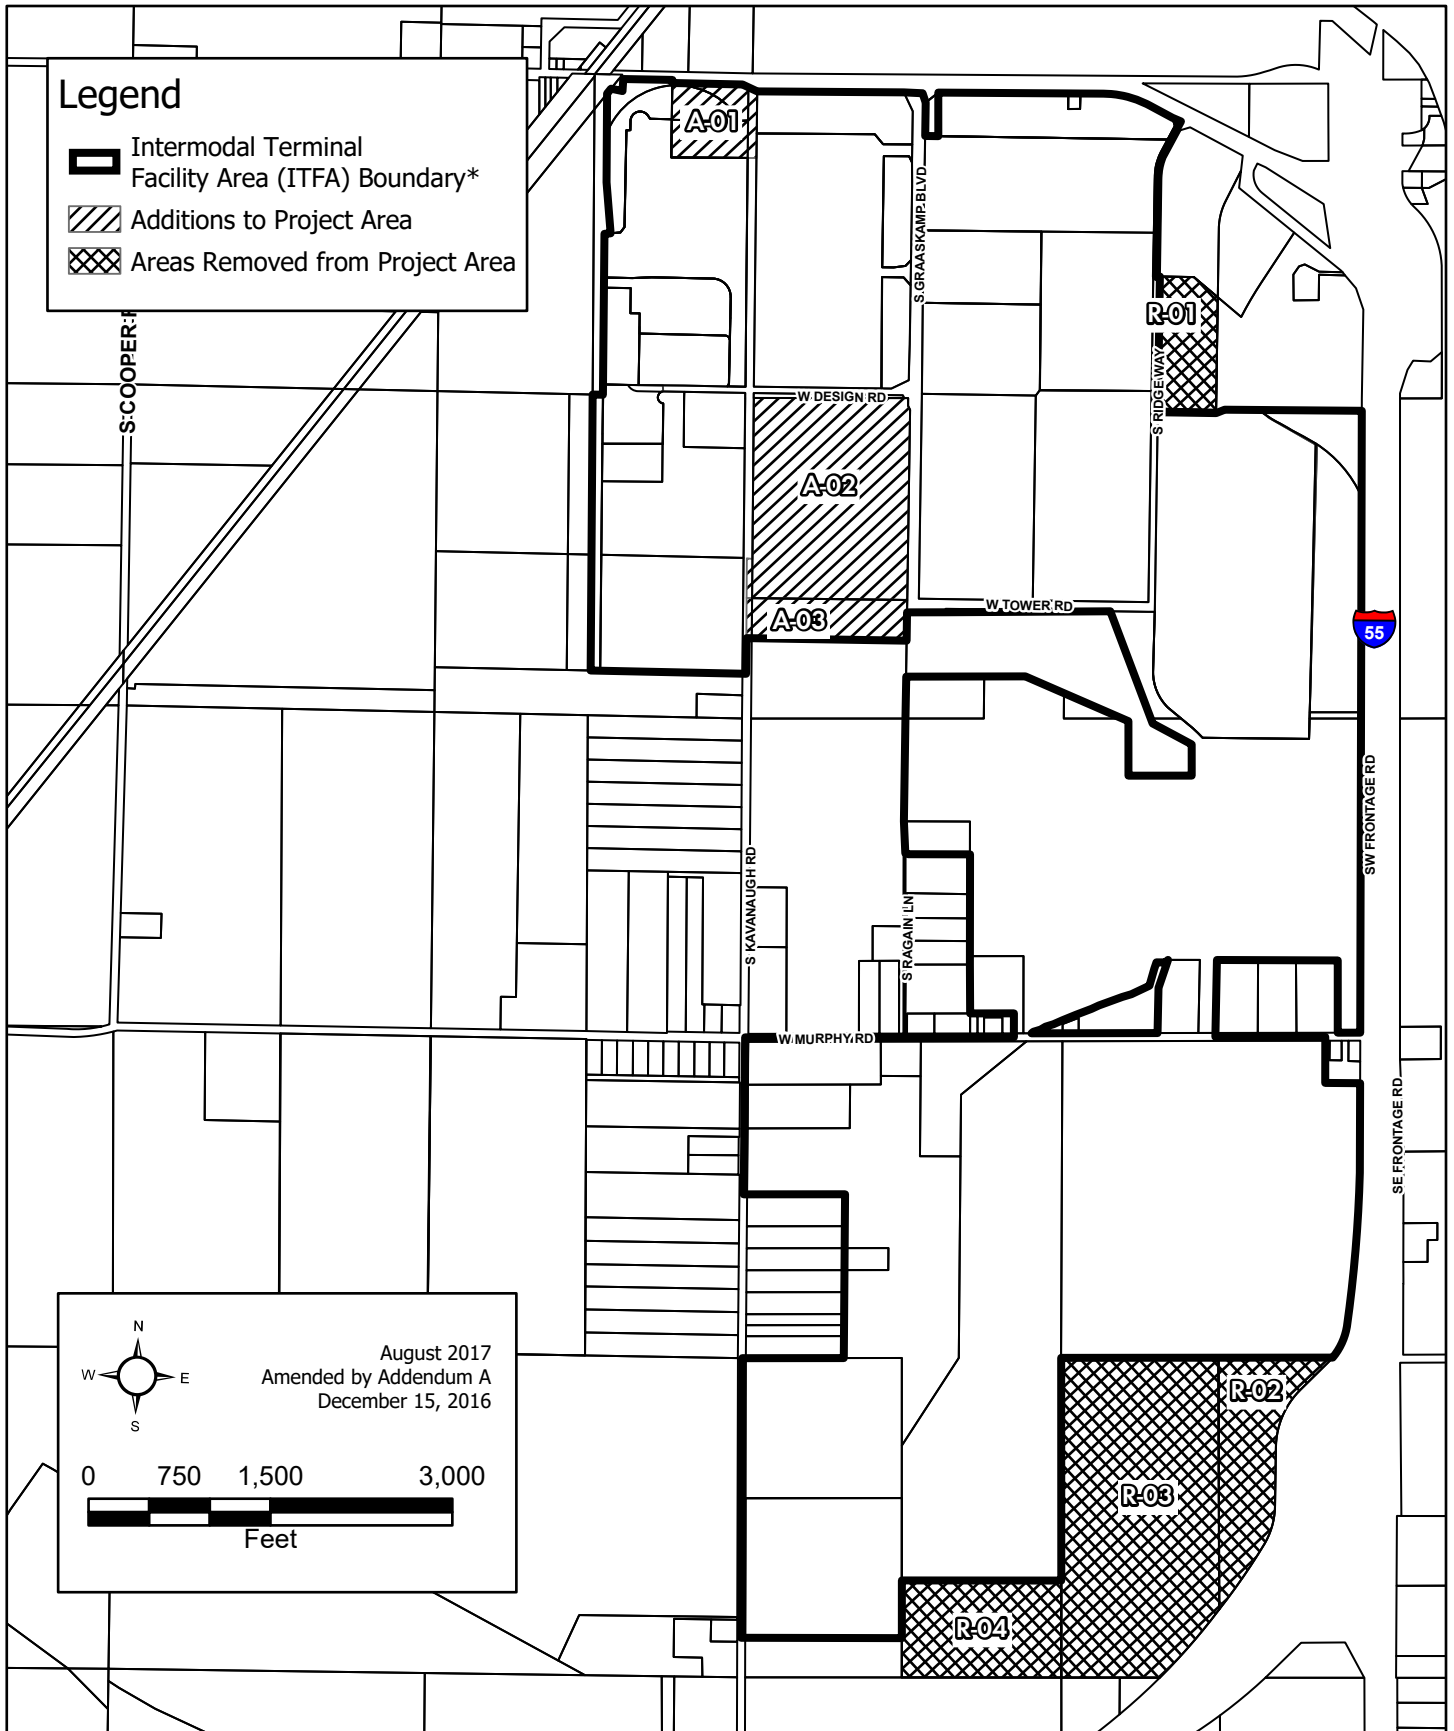 Legend
Intermodal Terminal
Facility Area (ITFA) Boundary*
Additions to Project Area
Areas Removed from Project Area
A-01
S GRAASKAMP BLVD
R-01
S COOPER
S RIDGE WAY
W DESIGN RD
A-02
W TOWER RD
A-03
55
SW FRONTAGE RD
S KAVANAUGH RD
S RAGAIN LN
W MURPHY RD
SE FRONTAGE RD
N
W
E
S
August 2017
Amended by Addendum A
December 15, 2016
0 750 1,500 3,000
Feet
R-02
R-03
R-04